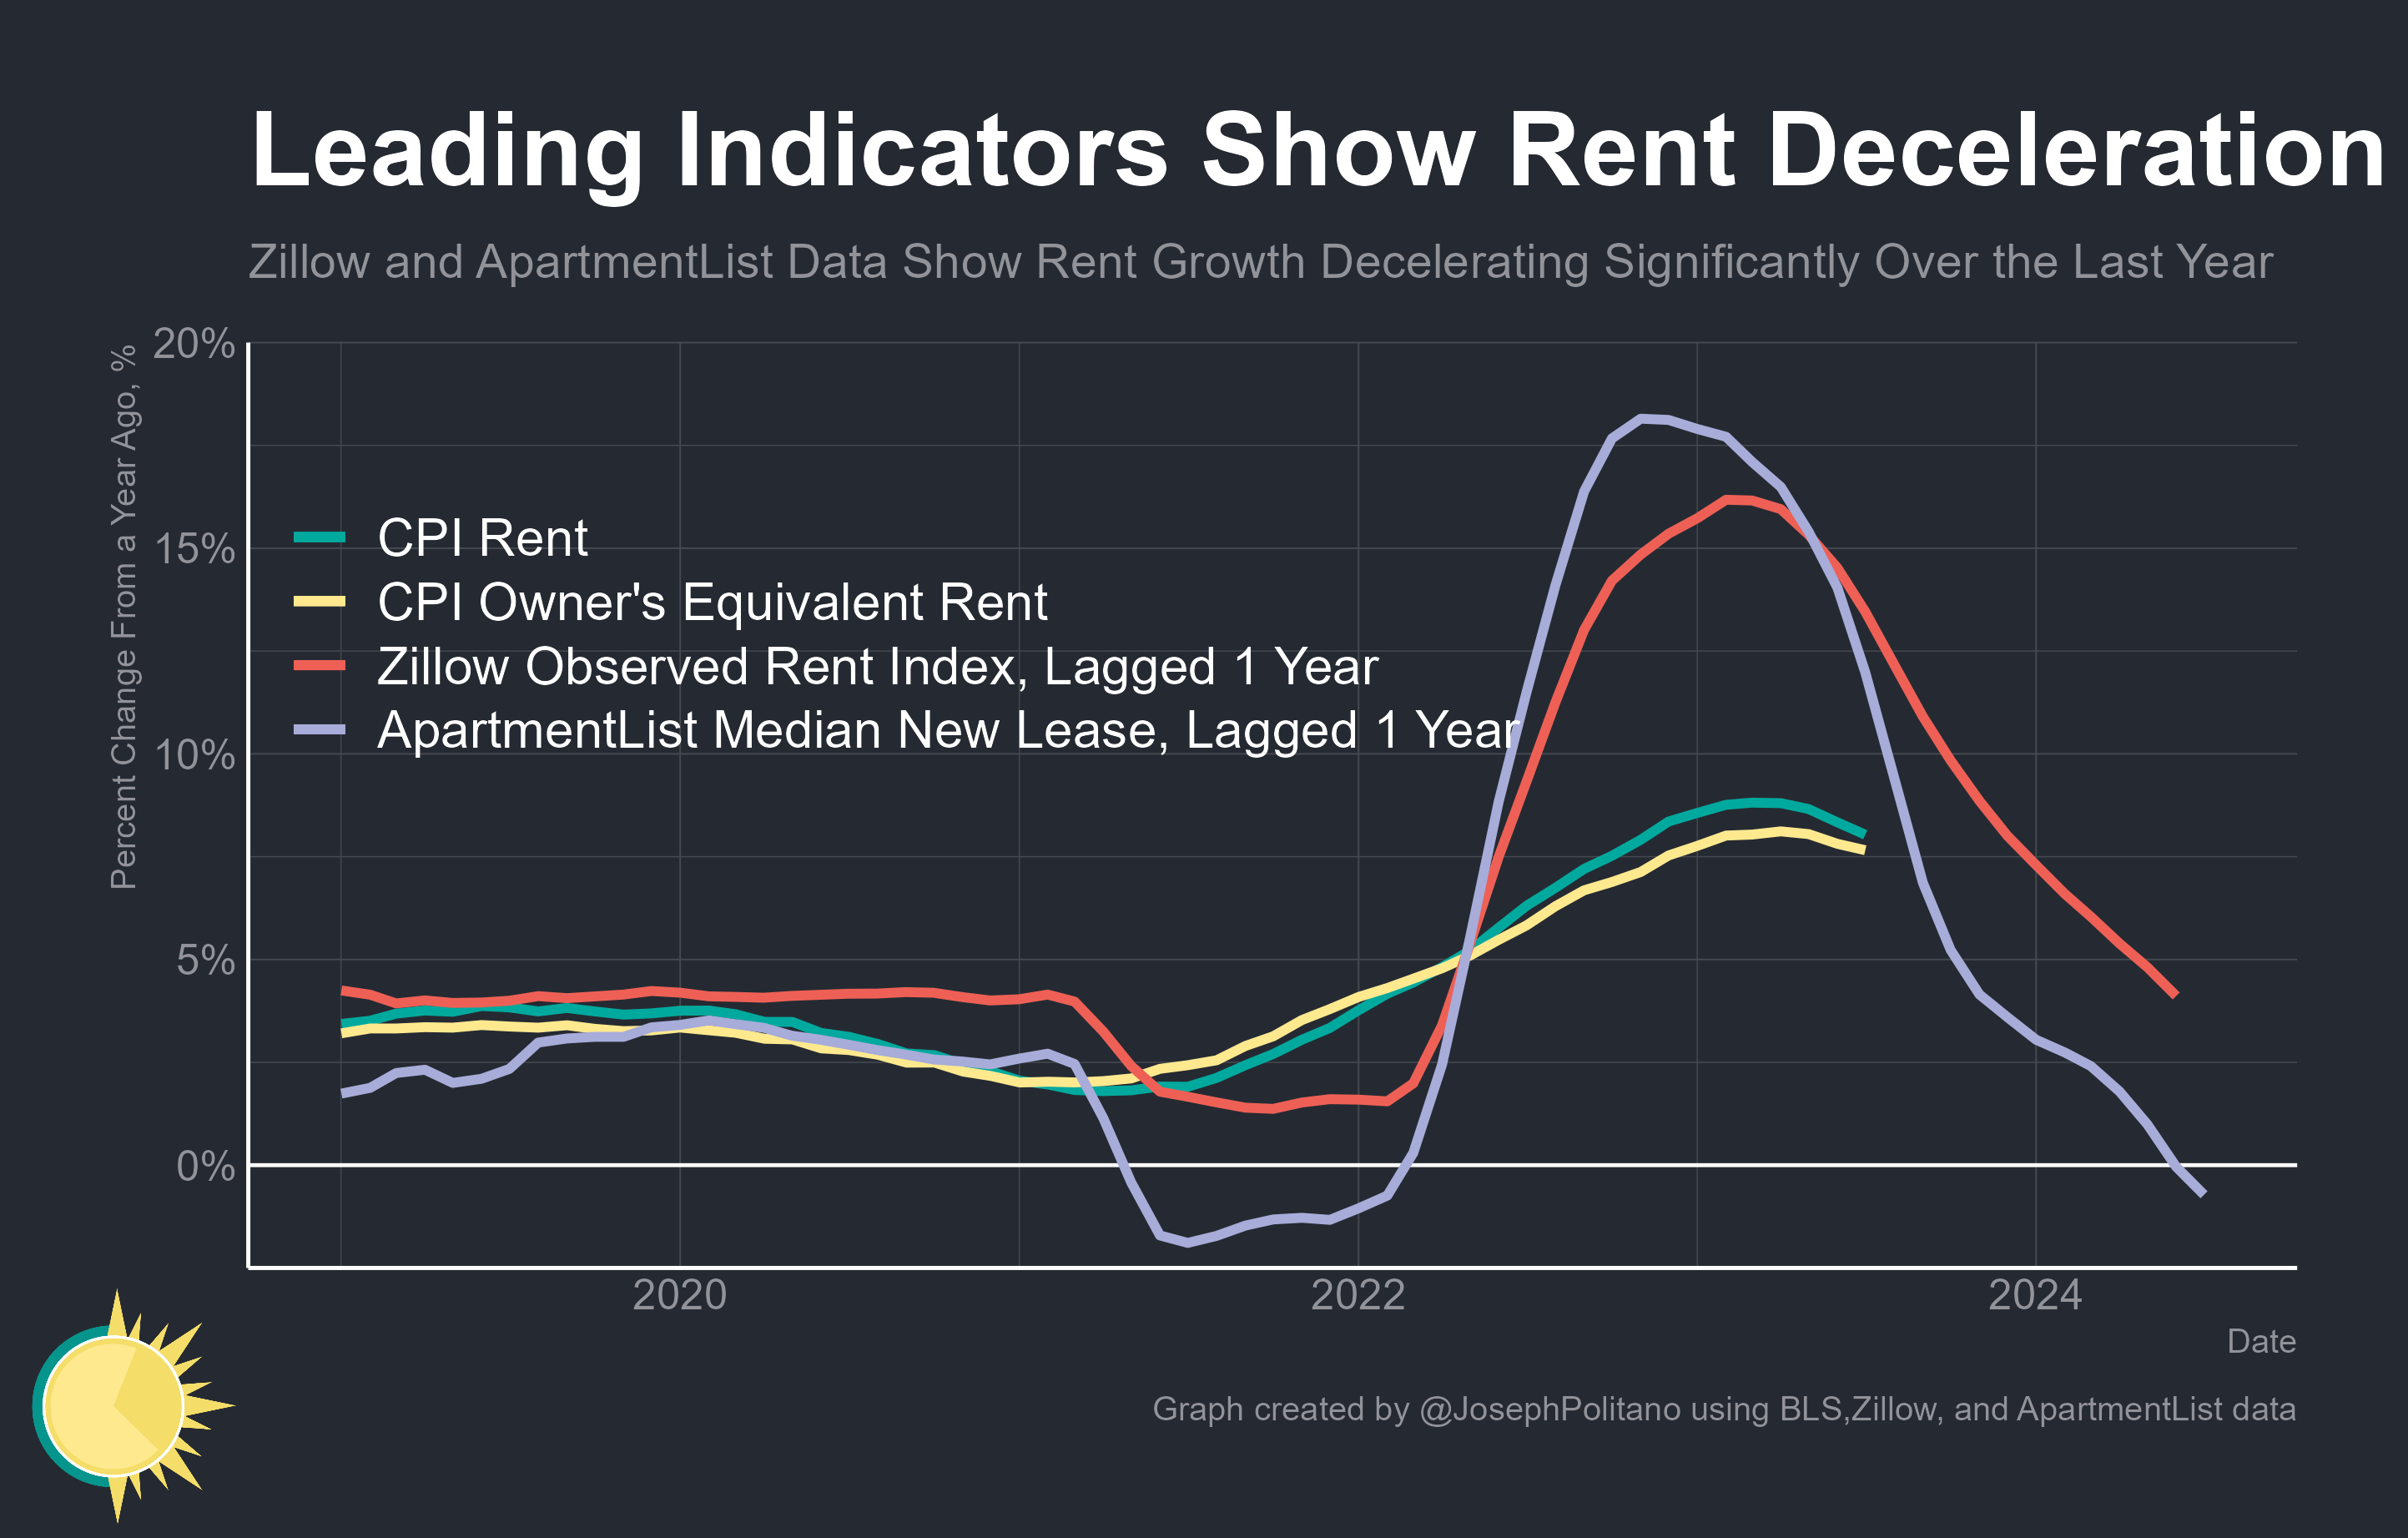 Leading Indicators Show Rent Deceleration
Zillow and ApartmentList Data Show Rent Growth Decelerating Significantly Over the Last Year
Percent Change From a Year Ago, %
20%
15%
10%
5%
0%
CPI Rent
CPI Owner's Equivalent Rent
Zillow Observed Rent Index, Lagged 1 Year
ApartmentList Median New Lease, Lagged 1 Year
2020
2022
2024
Date
Graph created by @JosephPolitano using BLS,Zillow, and ApartmentList data